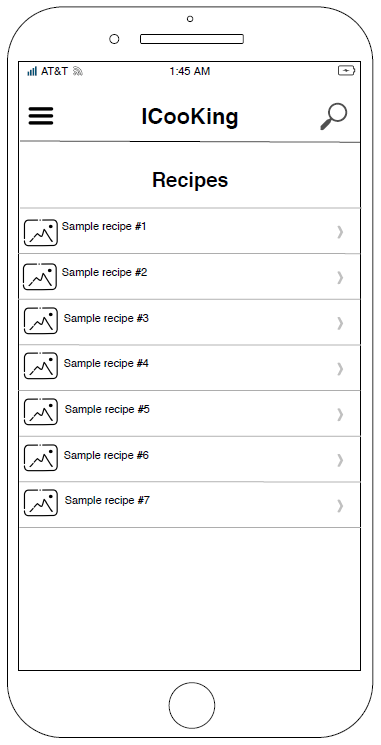 AT&T 1:45 AM
ICooKing
Recipes
Sample recipe #1
Sample recipe #2
Sample recipe #3
Sample recipe #4
Sample recipe #5
Sample recipe #6
Sample recipe #7